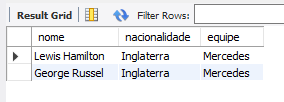 Result Grid Filter Rows:
nome nacionalidade equipe
Lewis Hamilton Inglaterra Mercedes
George Russel Inglaterra Mercedes